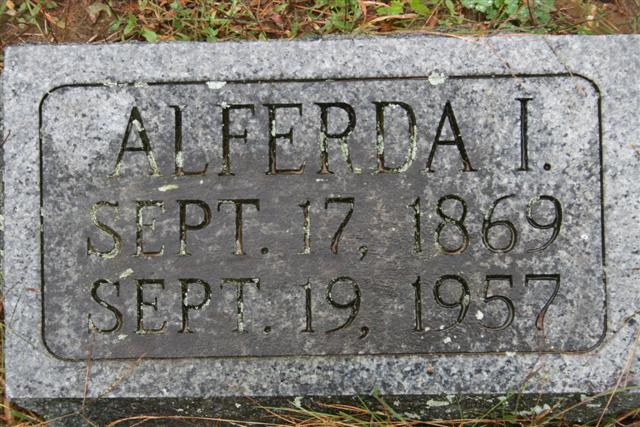 ALFERDA I.
SEPT. 17, 1869
SEPT. 19, 1957